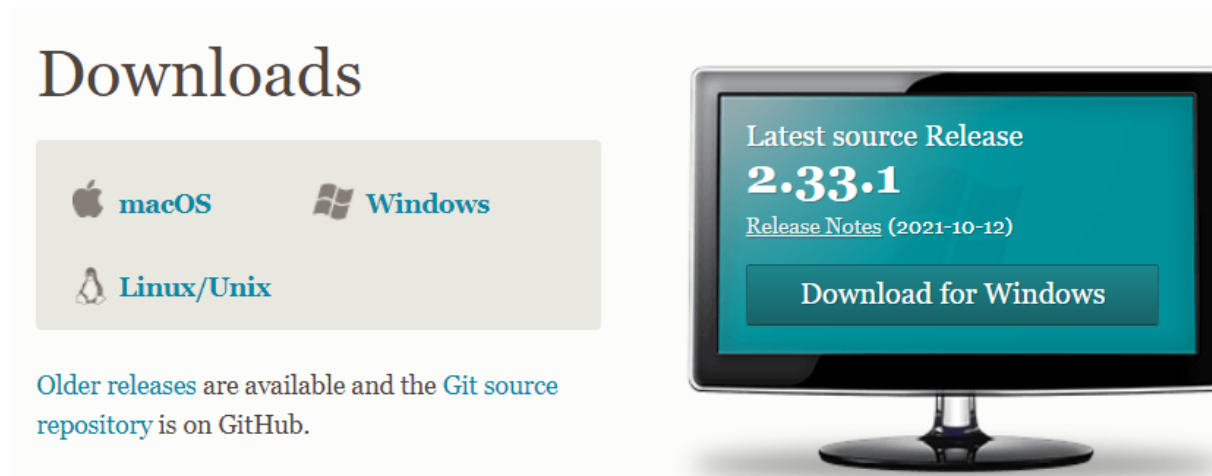 Downloads
macOS
Windows
Linux/Unix
Older releases are available and the Git source
repository is on GitHub.
Latest source Release
2.33.1
Release Notes (2021-10-12)
Download for Windows